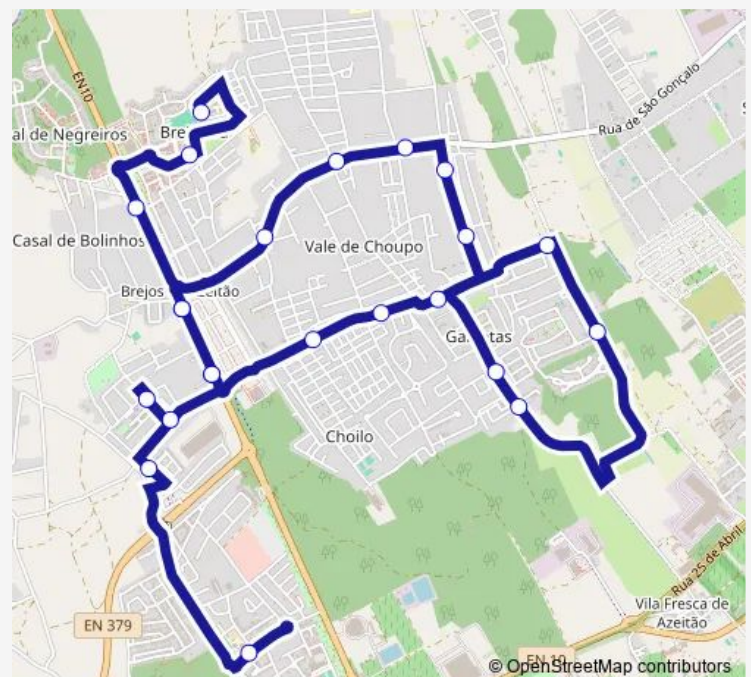 EN10
Rua de São Gonçalo
al de Negreiros
Bre
Casal de Bolinhos
Vale de Choupo
Brejos
itão
Ga
tas
Choilo
Rua 25 de Abril
Vila Fresca de
Azeitão
EN 379
EN 10
© OpenStreetMap contributors